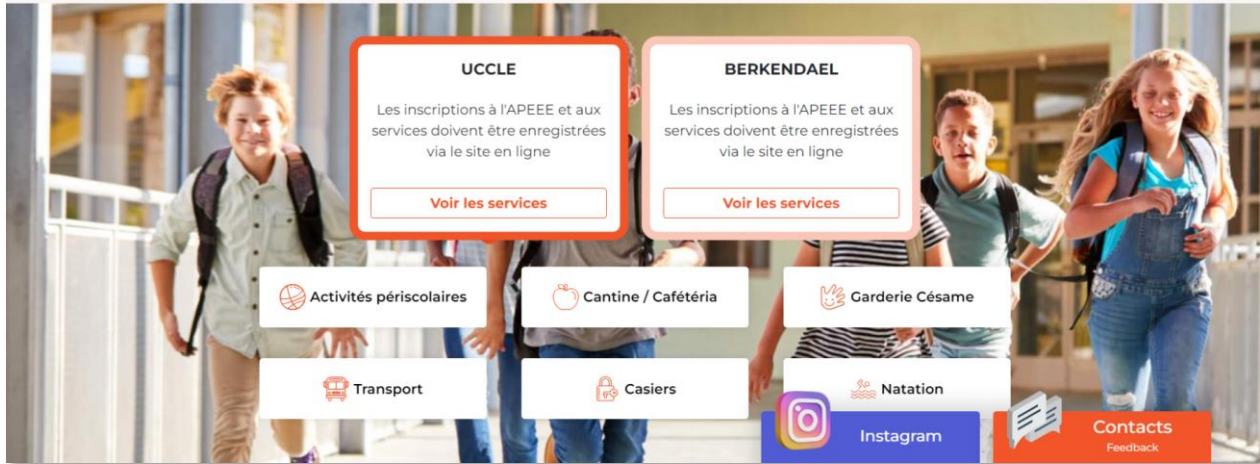 UCCLE
Les inscriptions à l'APEEE et aux
services doivent être enregistrées
via le site en ligne
Voir les services
BERKENDAEL
Les inscriptions à l'APEEE et aux
services doivent être enregistrées
via le site en ligne
Voir les services
Activités périscolaires
Cantine / Cafétéria
Garderie Césame
Transport
Casiers
Natation
Instagram
Contacts
Feedback